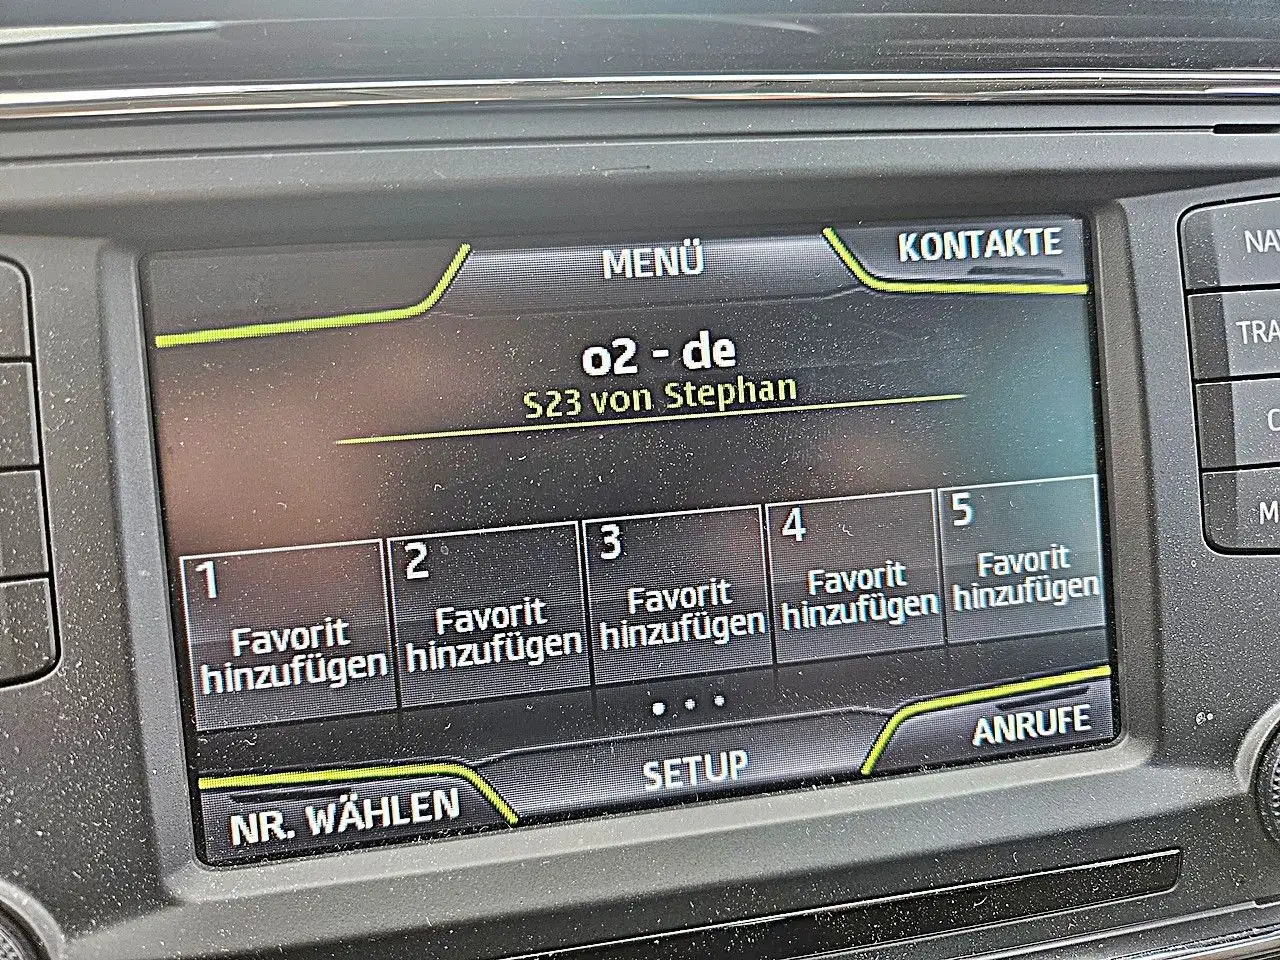 MENÜ
KONTAKTE
o2 - de
S23 von Stephan
1
Favorit
hinzufügen
2
Favorit
hinzufügen
3
Favorit
hinzufügen
4
Favorit
hinzufügen
5
Favorit
hinzufügen
NR. WÄHLEN
SETUP
ANRUFE